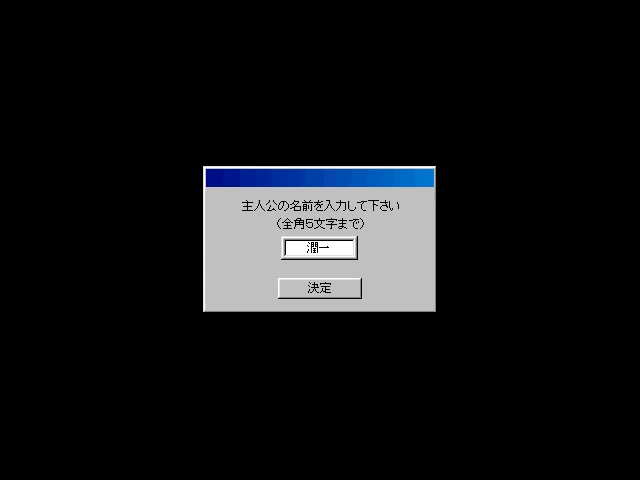 主人公の名前を入力して下さい
（全角5文字まで）
潤一
決定